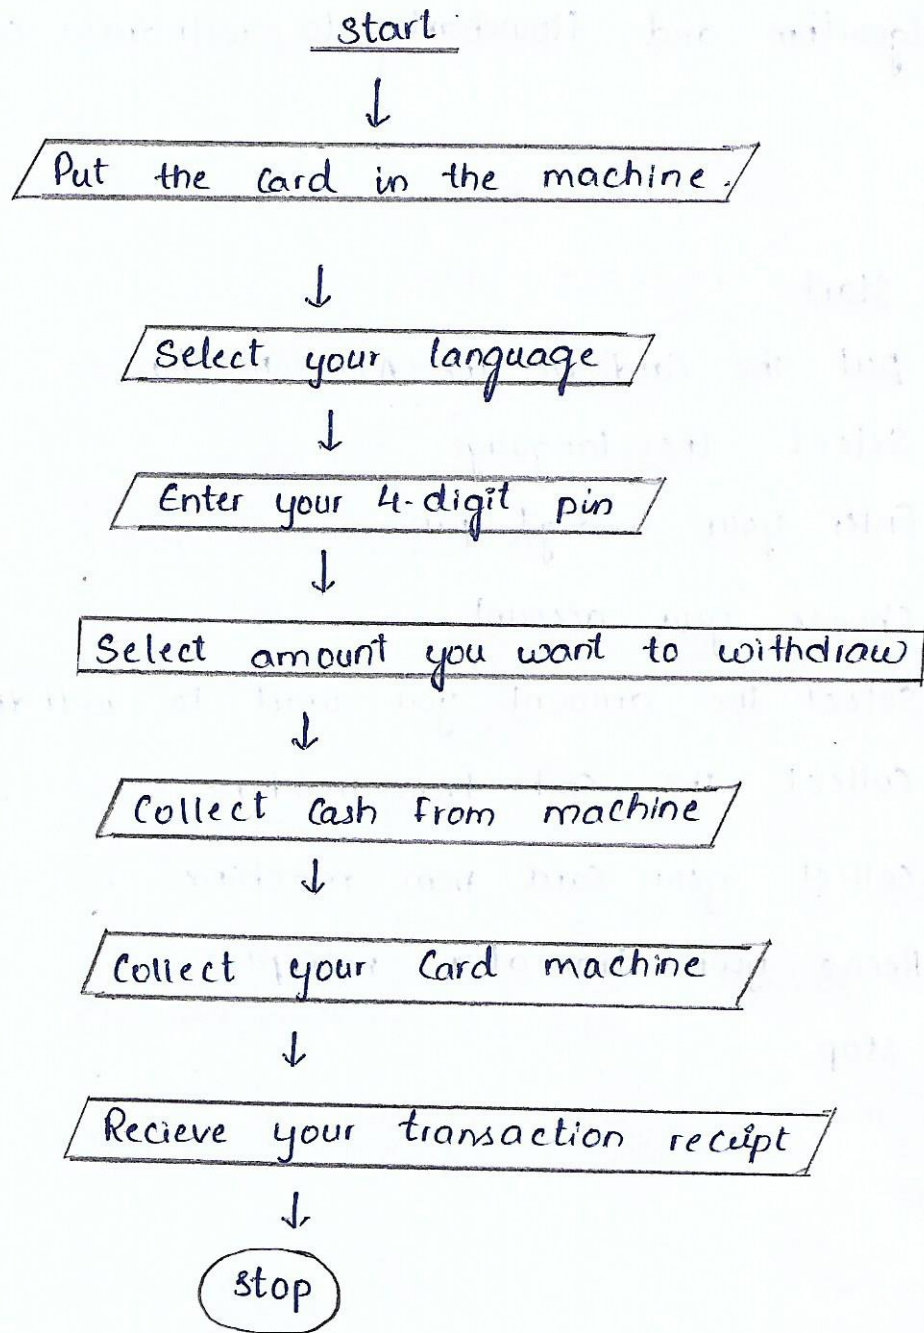 start
Put the card in the machine.
Select your language
Enter your 4-digit pin
Select amount you want to withdraw
Collect cash from machine
Collect your Card machine
Recieve your transaction receipt
stop